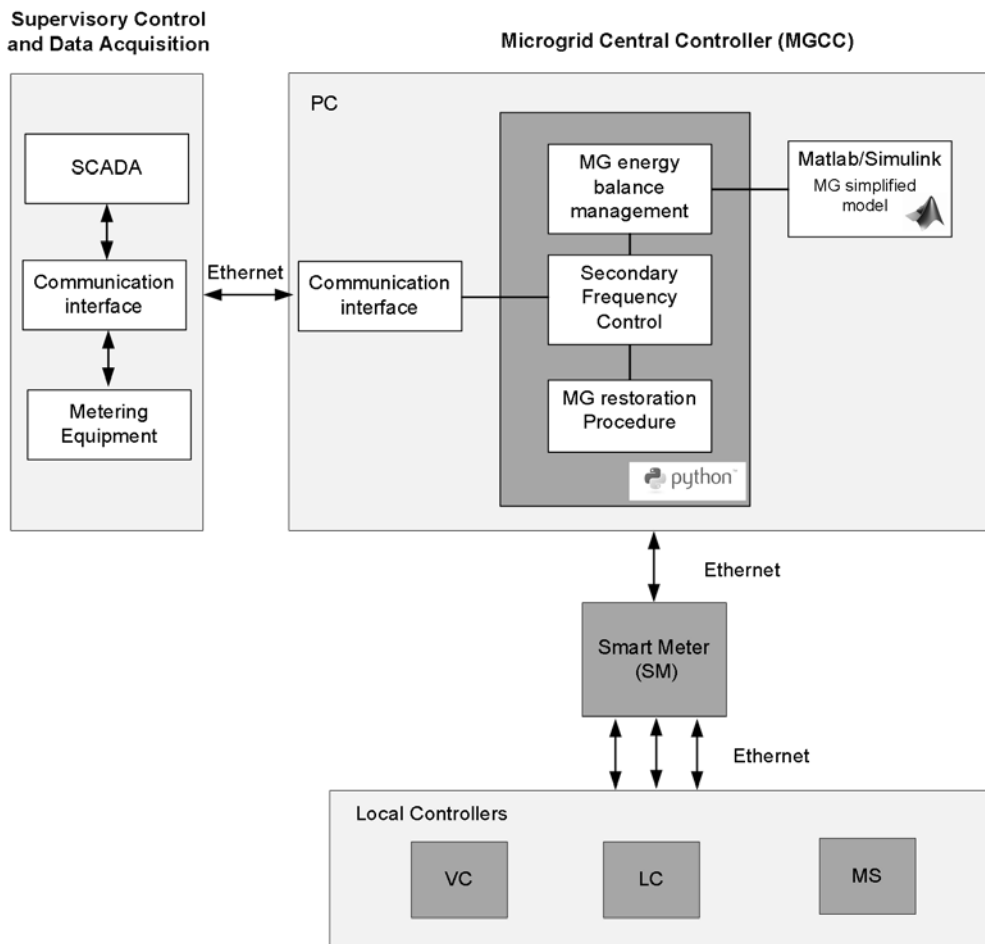 Supervisory Control
and Data Acquisition
Microgrid Central Controller (MGCC)
PC
SCADA
Communication
interface
Metering
Equipment
Ethernet
Communication
interface
MG energy
balance
management
Secondary
Frequency
Control
MG restoration
Procedure
python™
Matlab/Simulink
MG simplified
model
Ethernet
Smart Meter
(SM)
Ethernet
Local Controllers
VC
LC
MS